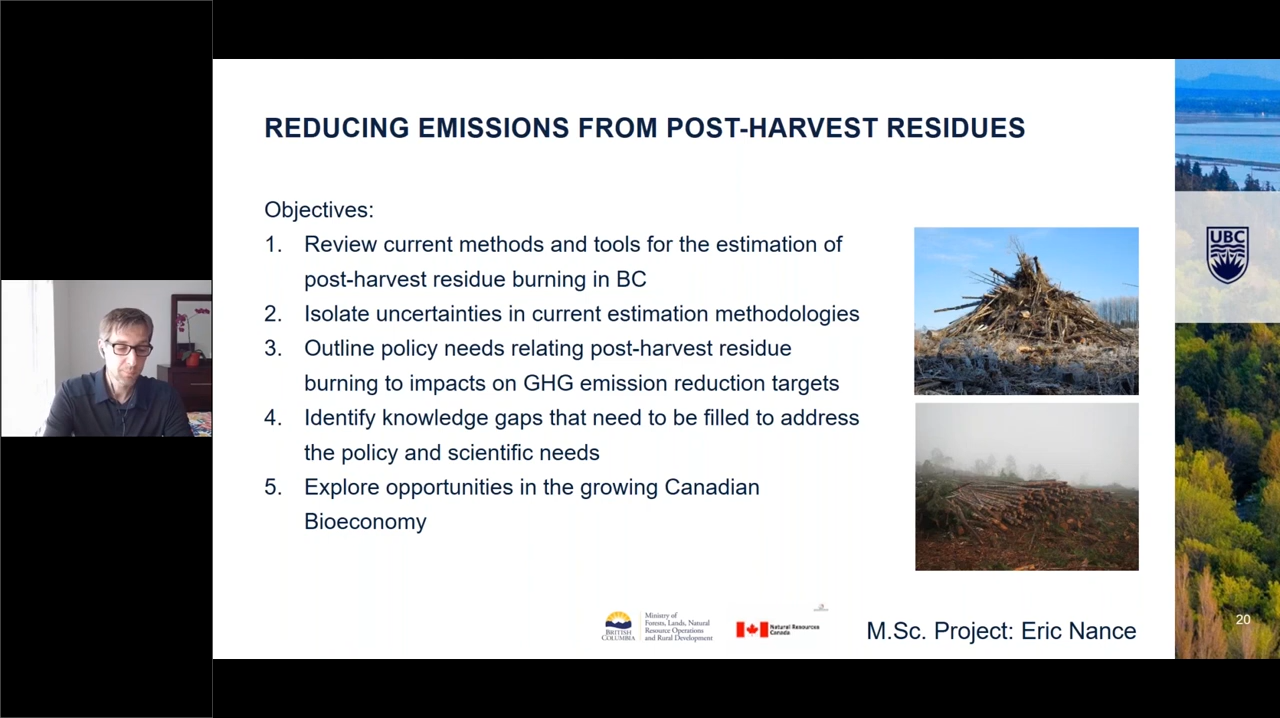 REDUCING EMISSIONS FROM POST-HARVEST RESIDUES
Objectives:
1. Review current methods and tools for the estimation of
post-harvest residue burning in BC
2. Isolate uncertainties in current estimation methodologies
3. Outline policy needs relating post-harvest residue
burning to impacts on GHG emission reduction targets
4. Identify knowledge gaps that need to be filled to address
the policy and scientific needs
5. Explore opportunities in the growing Canadian
Bioeconomy
UBC
BRITISH
COLUMBIA
Ministry of
Forests, Lands, Natural
Resource Operations
and Rural Development
Natural Resources
Canada
M.Sc. Project: Eric Nance
20